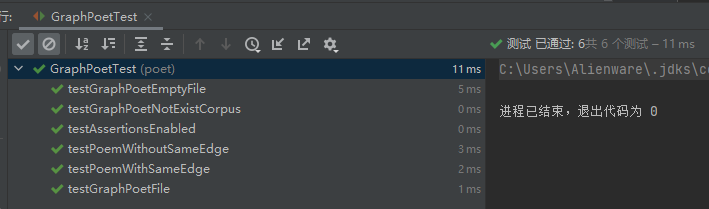 行: GraphPoetTest ×
测试 已通过: 6共 6 个测试 – 11 ms
GraphPoetTest (poet) 11 ms
testGraphPoetEmptyFile 5 ms
testGraphPoetNotExistCorpus 0 ms
testAssertionsEnabled 0 ms
testPoemWithoutSameEdge 3 ms
testPoemWithSameEdge 2 ms
testGraphPoetFile 1 ms
C:\Users\Alienware\.jdks\c
进程已结束，退出代码为 0